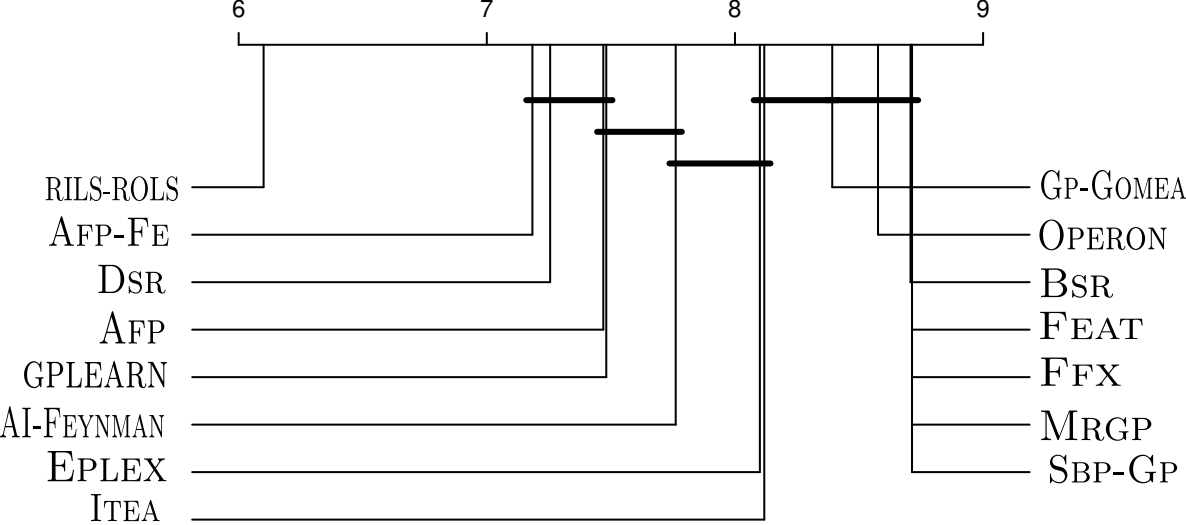 6 7 8 9
RILS-ROLS
GP-GOMEA
AFP-FE
OPERON
DSR
BSR
AFP
FEAT
GPLEARN
FFX
AI-FEYNMAN
MRGP
EPLEX
SBP-GP
ITEA